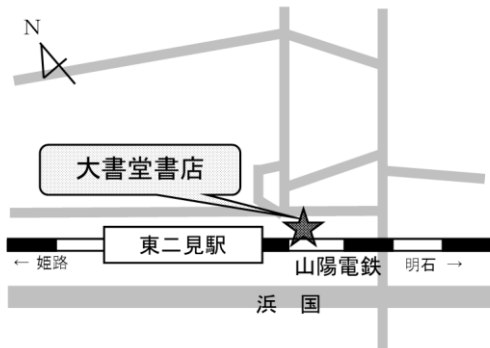 N
大書堂書店
東二見駅
← 姫路
山陽電鉄
明石 →
浜 国